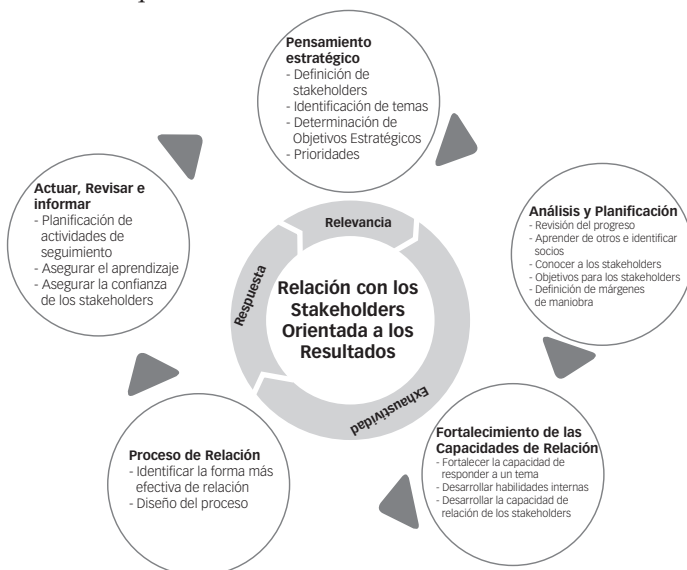 Pensamiento
estratégico
- Definición de
stakeholders
- Identificación de temas
- Determinación de
Objetivos Estratégicos
- Prioridades
Análisis y Planificación
- Revisión del progreso
- Aprender de otros e identificar
socios
- Conocer a los stakeholders
- Objetivos para los stakeholders
- Definición de márgenes
de maniobra
Fortalecimiento de las
Capacidades de Relación
- Fortalecer la capacidad de
responder a un tema
- Desarrollar habilidades internas
- Desarrollar la capacidad de
relación de los stakeholders
Proceso de Relación
- Identificar la forma más
efectiva de relación
- Diseño del proceso
Actuar, Revisar e
informar
- Planificación de
actividades de
seguimiento
- Asegurar el aprendizaje
- Asegurar la confianza
de los stakeholders
Relevancia
Exhaustividad
Respuesta
Relación con los
Stakeholders
Orientada a los
Resultados